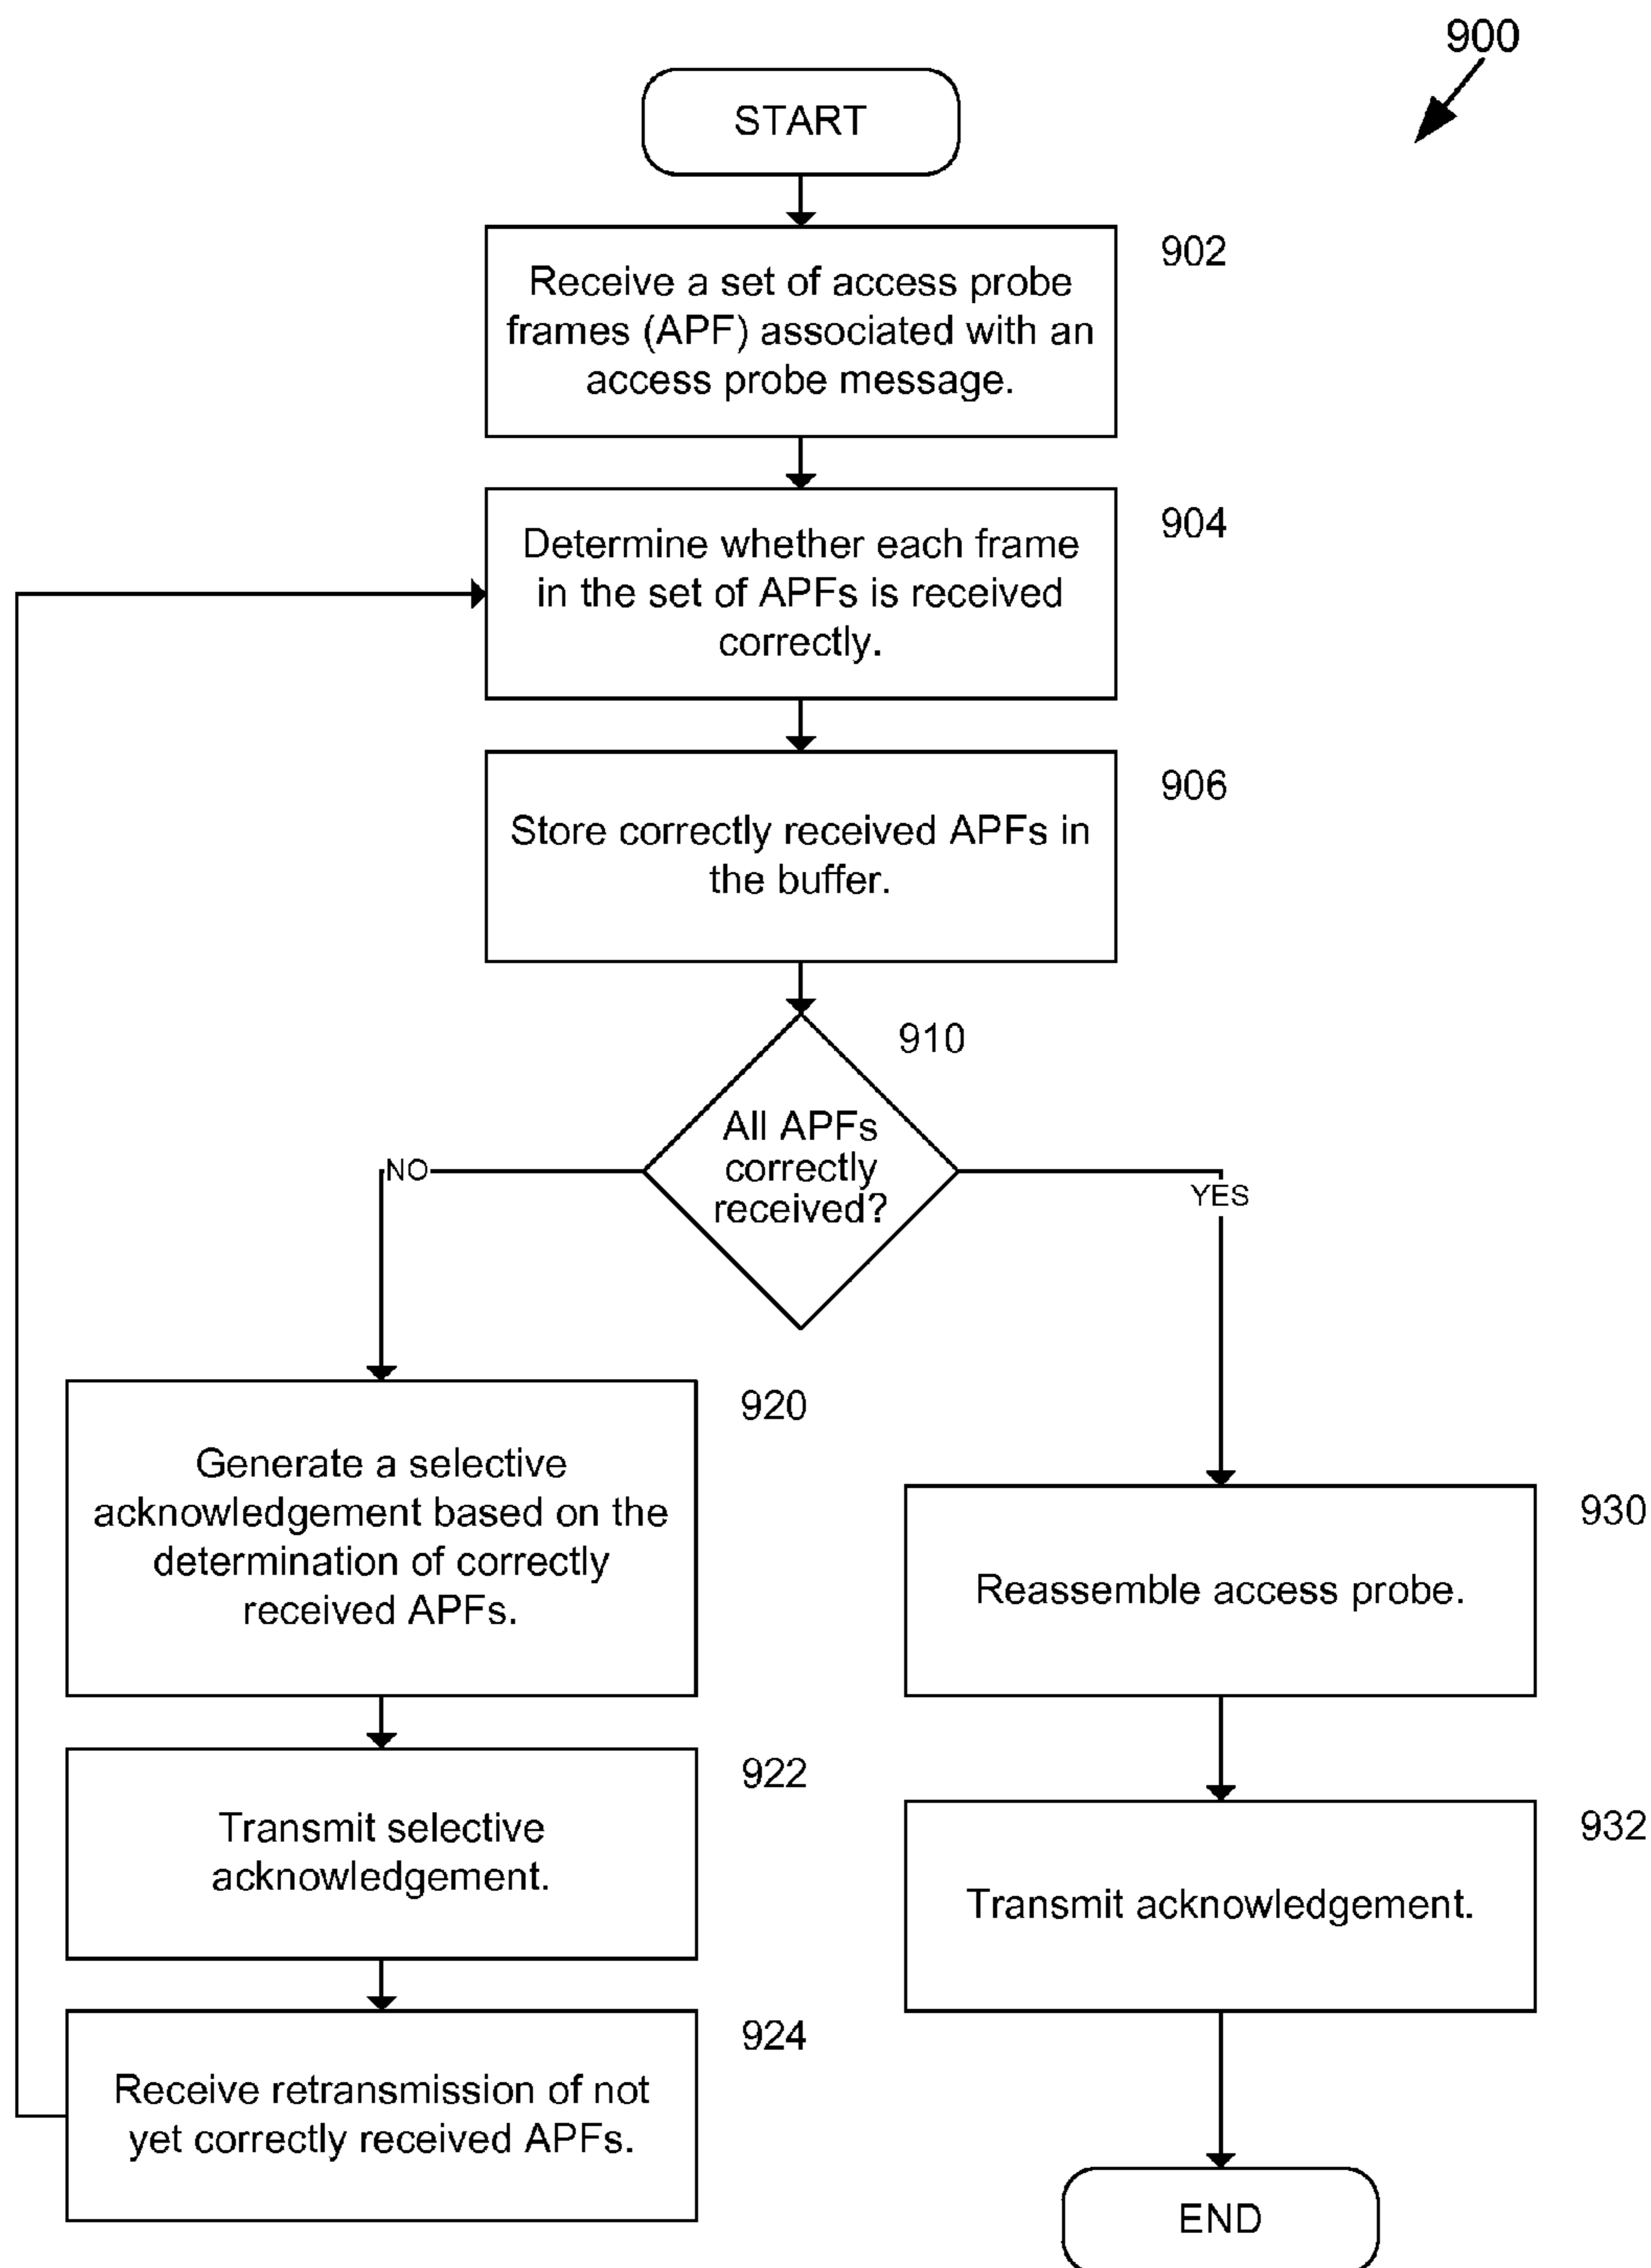 900
START
902
Receive a set of access probe
frames (APF) associated with an
access probe message.
904
Determine whether each frame
in the set of APFs is received
correctly.
906
Store correctly received APFs in
the buffer.
910
All APFs
correctly
received?
NO
YES
920
Generate a selective
acknowledgement based on the
determination of correctly
received APFs.
922
Transmit selective
acknowledgement.
924
Receive retransmission of not
yet correctly received APFs.
930
Reassemble access probe.
932
Transmit acknowledgement.
END